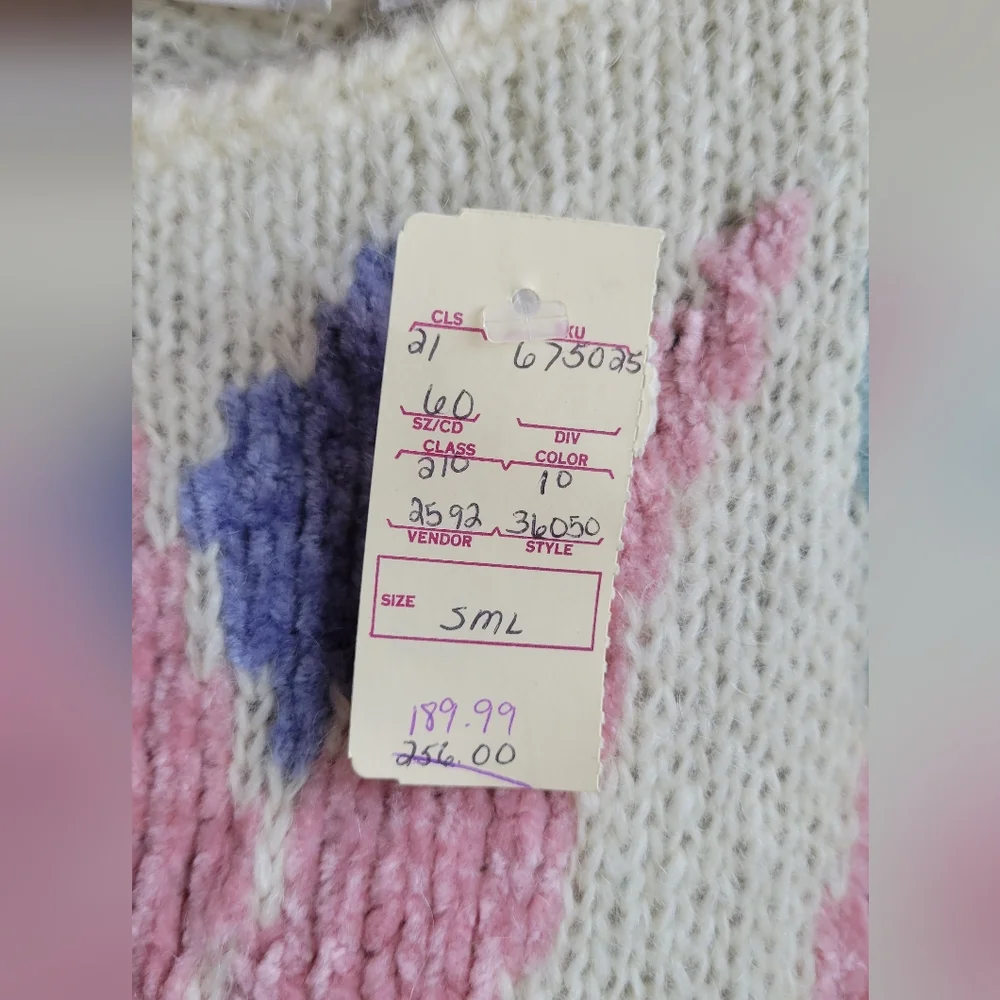 CLS KU
21 675025
60
SZ/CD DIV
CLASS COLOR
210 10
2592 36050
VENDOR STYLE
SIZE SML
189.99
256.00